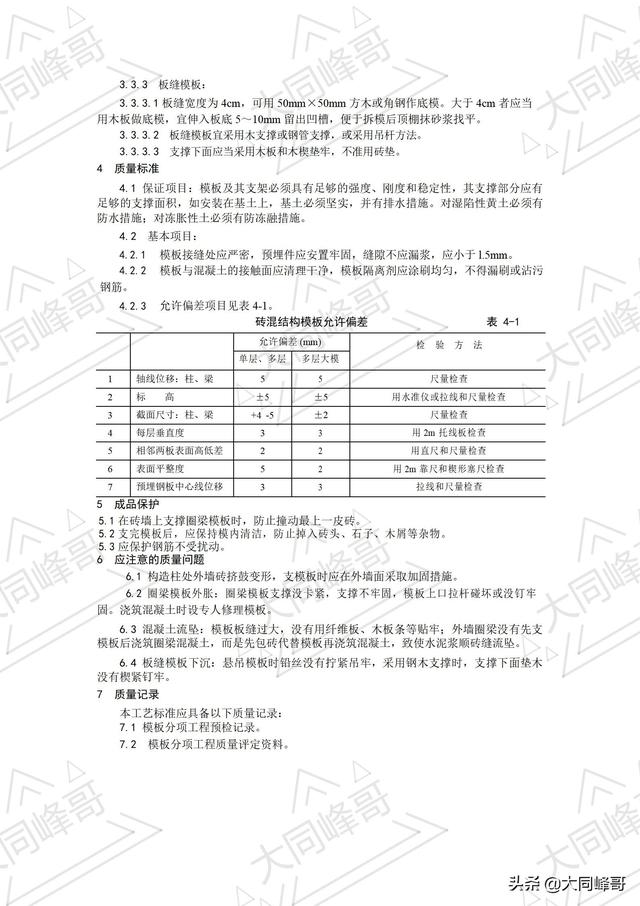 3.3.3 板缝模板:
3.3.3.1板缝宽度为4cm,可用50mm×50mm方木或角钢作底模。大于4cm者应当
用木板做底模,宜伸入板底5～10mm留出凹槽,便于拆模后顶棚抹砂浆找平。
3.3.3.2 板缝模板宜采用木支撑或钢管支撑,或采用吊杆方法。
3.3.3.3 支撑下面应当采用木板和木楔垫牢,不准用砖垫。
4 质量标准
4.1 保证项目:模板及其支架必须具有足够的强度、刚度和稳定性,其支撑部分应有
足够的支撑面积,如安装在基土上,基土必须坚实,并有排水措施。对湿陷性黄土必须有
防水措施;对冻胀性土必须有防冻融措施。
4.2 基本项目:
4.2.1 模板接缝处应严密,预埋件应安置牢固,缝隙不应漏浆,应小于l.5mm。
4.2.2 模板与混凝土的接触面应清理干净,模板隔离剂应涂刷均匀,不得漏刷或沾污
钢筋。
4.2.3 允许偏差项目见表4-1。
砖混结构模板允许偏差 表 4-1
允许偏差(mm) 检 验 方 法
单层、多层 多层大模
1 轴线位移:柱、梁 5 5 尺量检查
2 标 高 ±5 ±5 用水准仪或拉线和尺量检查
3 截面尺寸:柱、梁 +4 -5 ±2 尺量检查
4 每层垂直度 3 3 用2m托线板检查
5 相邻两板表面高低差 2 2 用直尺和尺量检查
6 表面平整度 5 2 用2m靠尺和楔形塞尺检查
7 预埋钢板中心线位移 3 3 拉线和尺量检查
5 成品保护
5.1在砖墙上支撑圈梁模板时,防止撞动最上一皮砖。
5.2支完模板后,应保持模内清洁,防止掉入砖头、石子、木屑等杂物。
5.3应保护钢筋不受扰动。
6 应注意的质量问题
6.1 构造柱处外墙砖挤鼓变形,支模板时应在外墙面采取加固措施。
6.2 圈梁模板外胀:圈梁模板支撑没卡紧,支撑不牢固,模板上口拉杆碰坏或没钉牢
固。浇筑混凝土时设专人修理模板。
6.3 混凝土流坠:模板板缝过大,没有用纤维板、木板条等贴牢;外墙圈梁没有先支
模板后浇筑圈梁混凝土,而是先包砖代替模板再浇筑混凝土,致使水泥浆顺砖缝流坠。
6.4 板缝模板下沉:悬吊模板时铅丝没有拧紧吊牢,采用钢木支撑时,支撑下面垫木
没有楔紧钉牢。
7 质量记录
本工艺标准应具备以下质量记录:
7.1 模板分项工程预检记录。
7.2 模板分项工程质量评定资料。
大同峰哥
头条 @大同峰哥